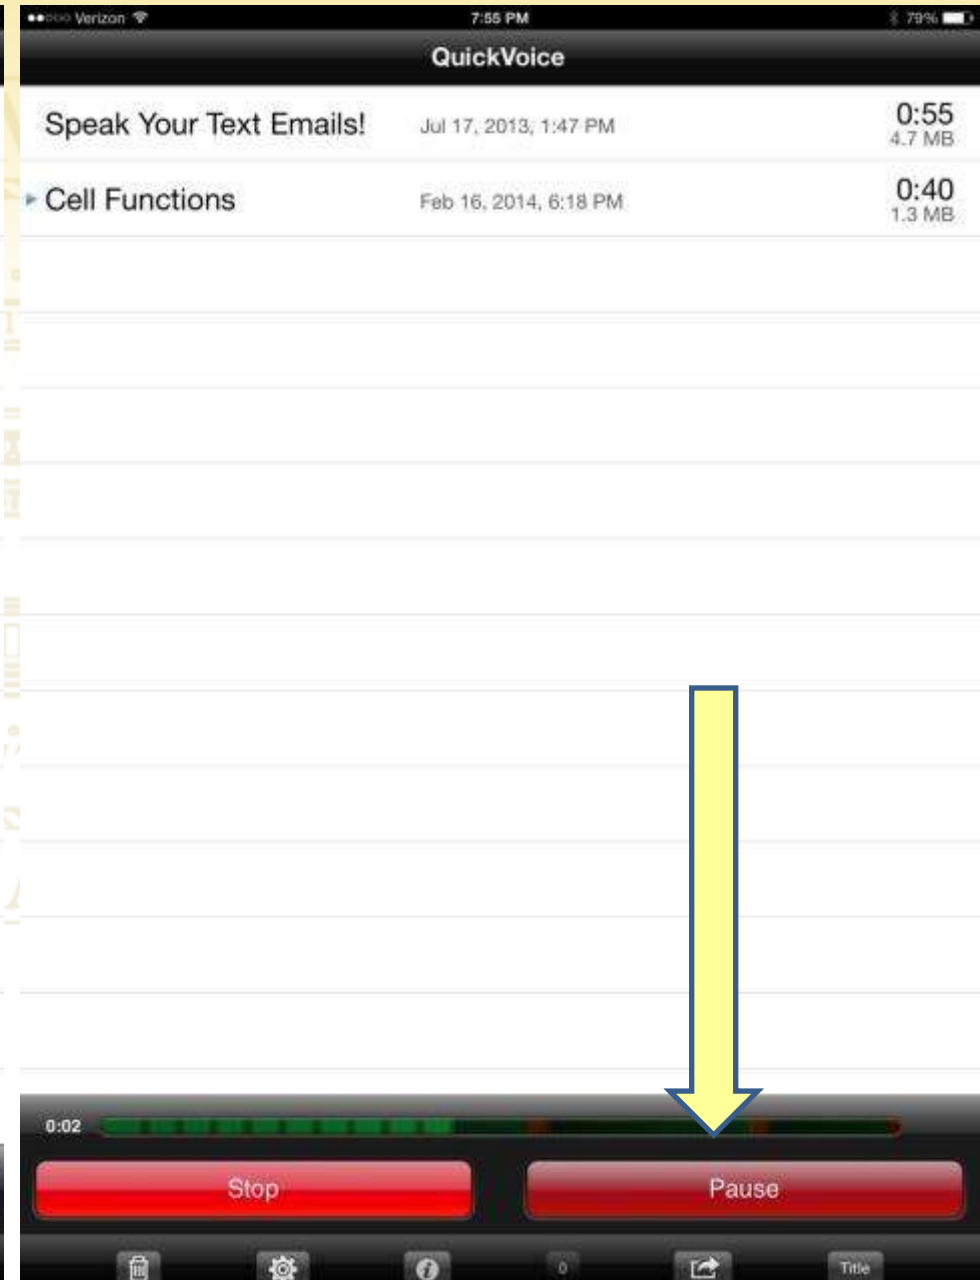 Verizon 7:55 PM 79%
QuickVoice
Speak Your Text Emails! Jul 17, 2013, 1:47 PM 0:55
4.7 MB
Cell Functions Feb 16, 2014, 6:18 PM 0:40
1.3 MB
0:02
Stop Pause
0 Title